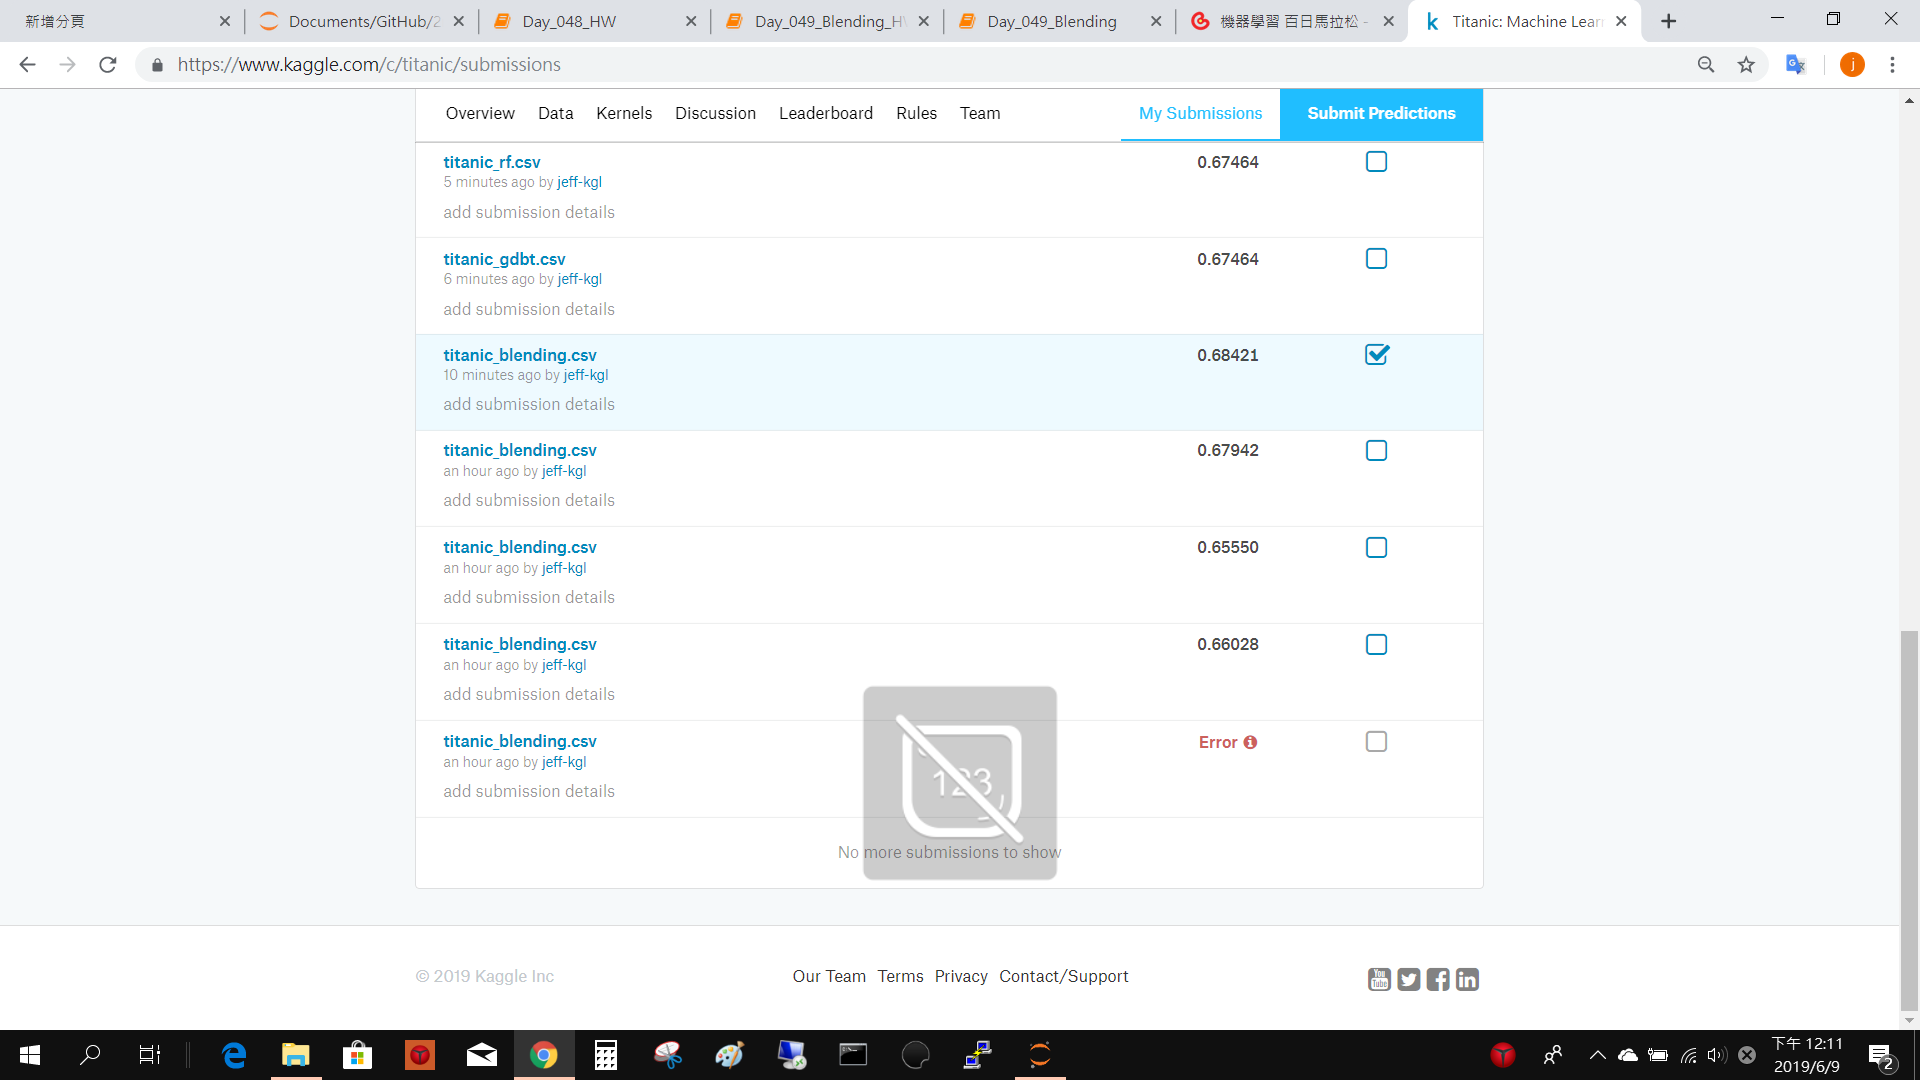 新增分頁
Documents/GitHub/2
Day_048_HW
Day_049_Blending_HW
Day_049_Blending
機器學習 百日馬拉松 -
Titanic: Machine Lear
https://www.kaggle.com/c/titanic/submissions
j
Overview Data Kernels Discussion Leaderboard Rules Team My Submissions Submit Predictions
titanic_rf.csv 0.67464
5 minutes ago by jeff-kgl
add submission details
titanic_gdbt.csv 0.67464
6 minutes ago by jeff-kgl
add submission details
titanic_blending.csv 0.68421
10 minutes ago by jeff-kgl
add submission details
titanic_blending.csv 0.67942
an hour ago by jeff-kgl
add submission details
titanic_blending.csv 0.65550
an hour ago by jeff-kgl
add submission details
titanic_blending.csv 0.66028
an hour ago by jeff-kgl
add submission details
titanic_blending.csv Error
an hour ago by jeff-kgl
add submission details
123
No more submissions to show
© 2019 Kaggle Inc Our Team Terms Privacy Contact/Support
You Tube
下午 12:11
2019/6/9
2